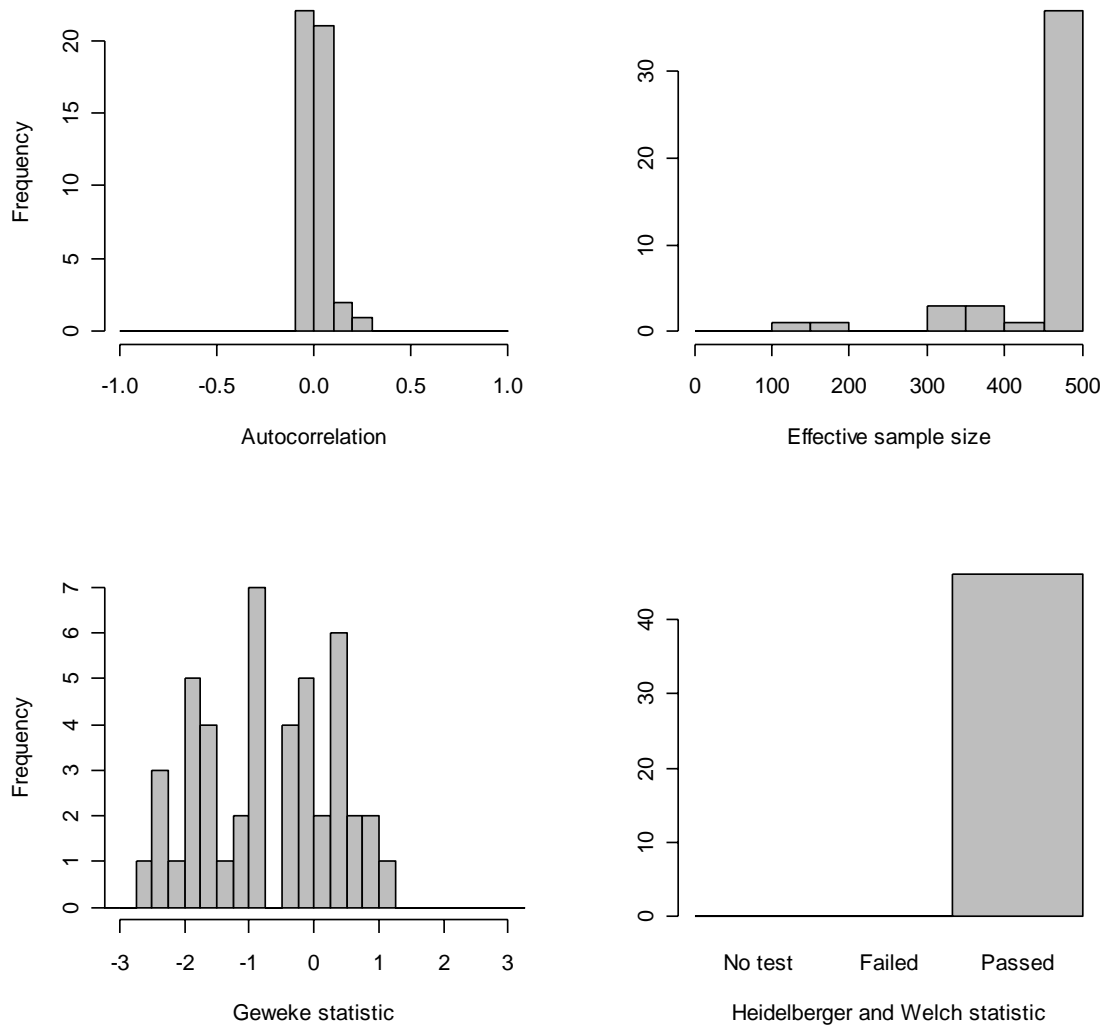 Frequency
0 5 10 15 20
-1.0 -0.5 0.0 0.5 1.0
Autocorrelation
0 10 20 30
0 100 200 300 400 500
Effective sample size
Frequency
0 1 2 3 4 5 6 7
-3 -2 -1 0 1 2 3
Geweke statistic
0 10 20 30 40
No test Failed Passed
Heidelberger and Welch statistic